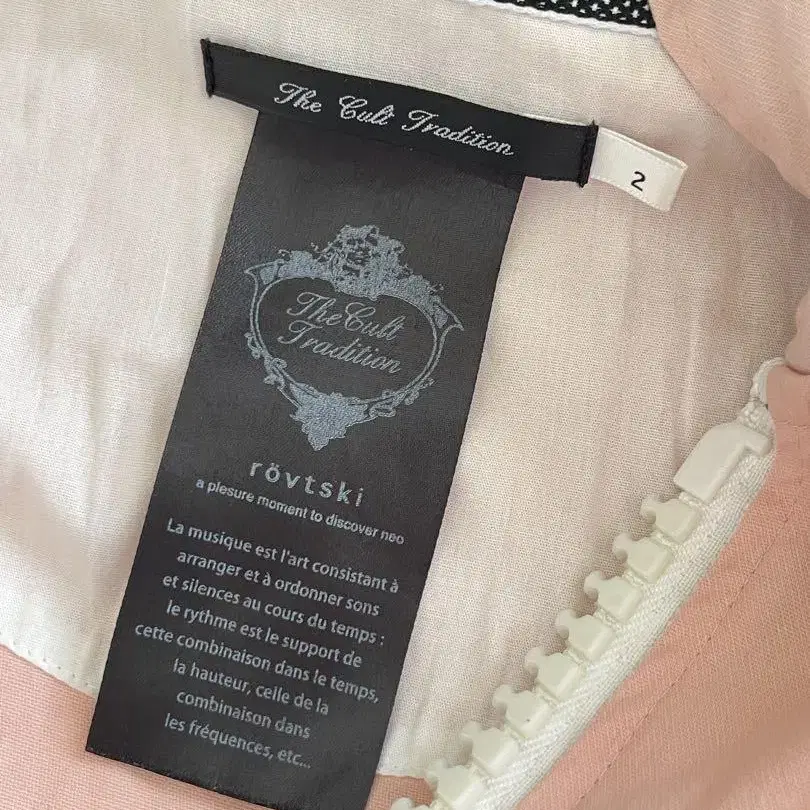 The Cult Tradition
2
The Cult
Tradition
rövtski
a plesure moment to discover neo
La musique est l'art consistant à
arranger et à ordonner sons
et silences au cours du temps :
le rythme est le support de
cette combinaison dans le temps,
la hauteur, celle de la
combinaison dans
les fréquences, etc...